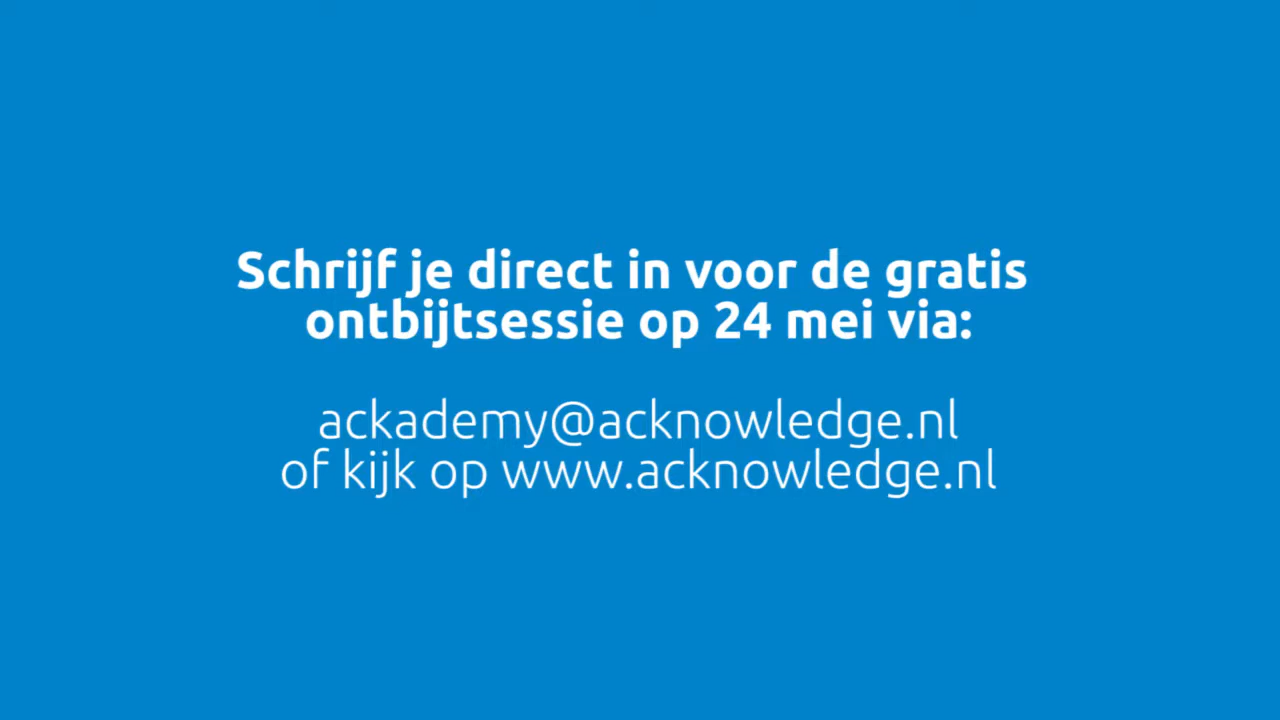 Schrijf je direct in voor de gratis
ontbijtsessie op 24 mei via:
ackademy@acknowledge.nl
of kijk op www.acknowledge.nl